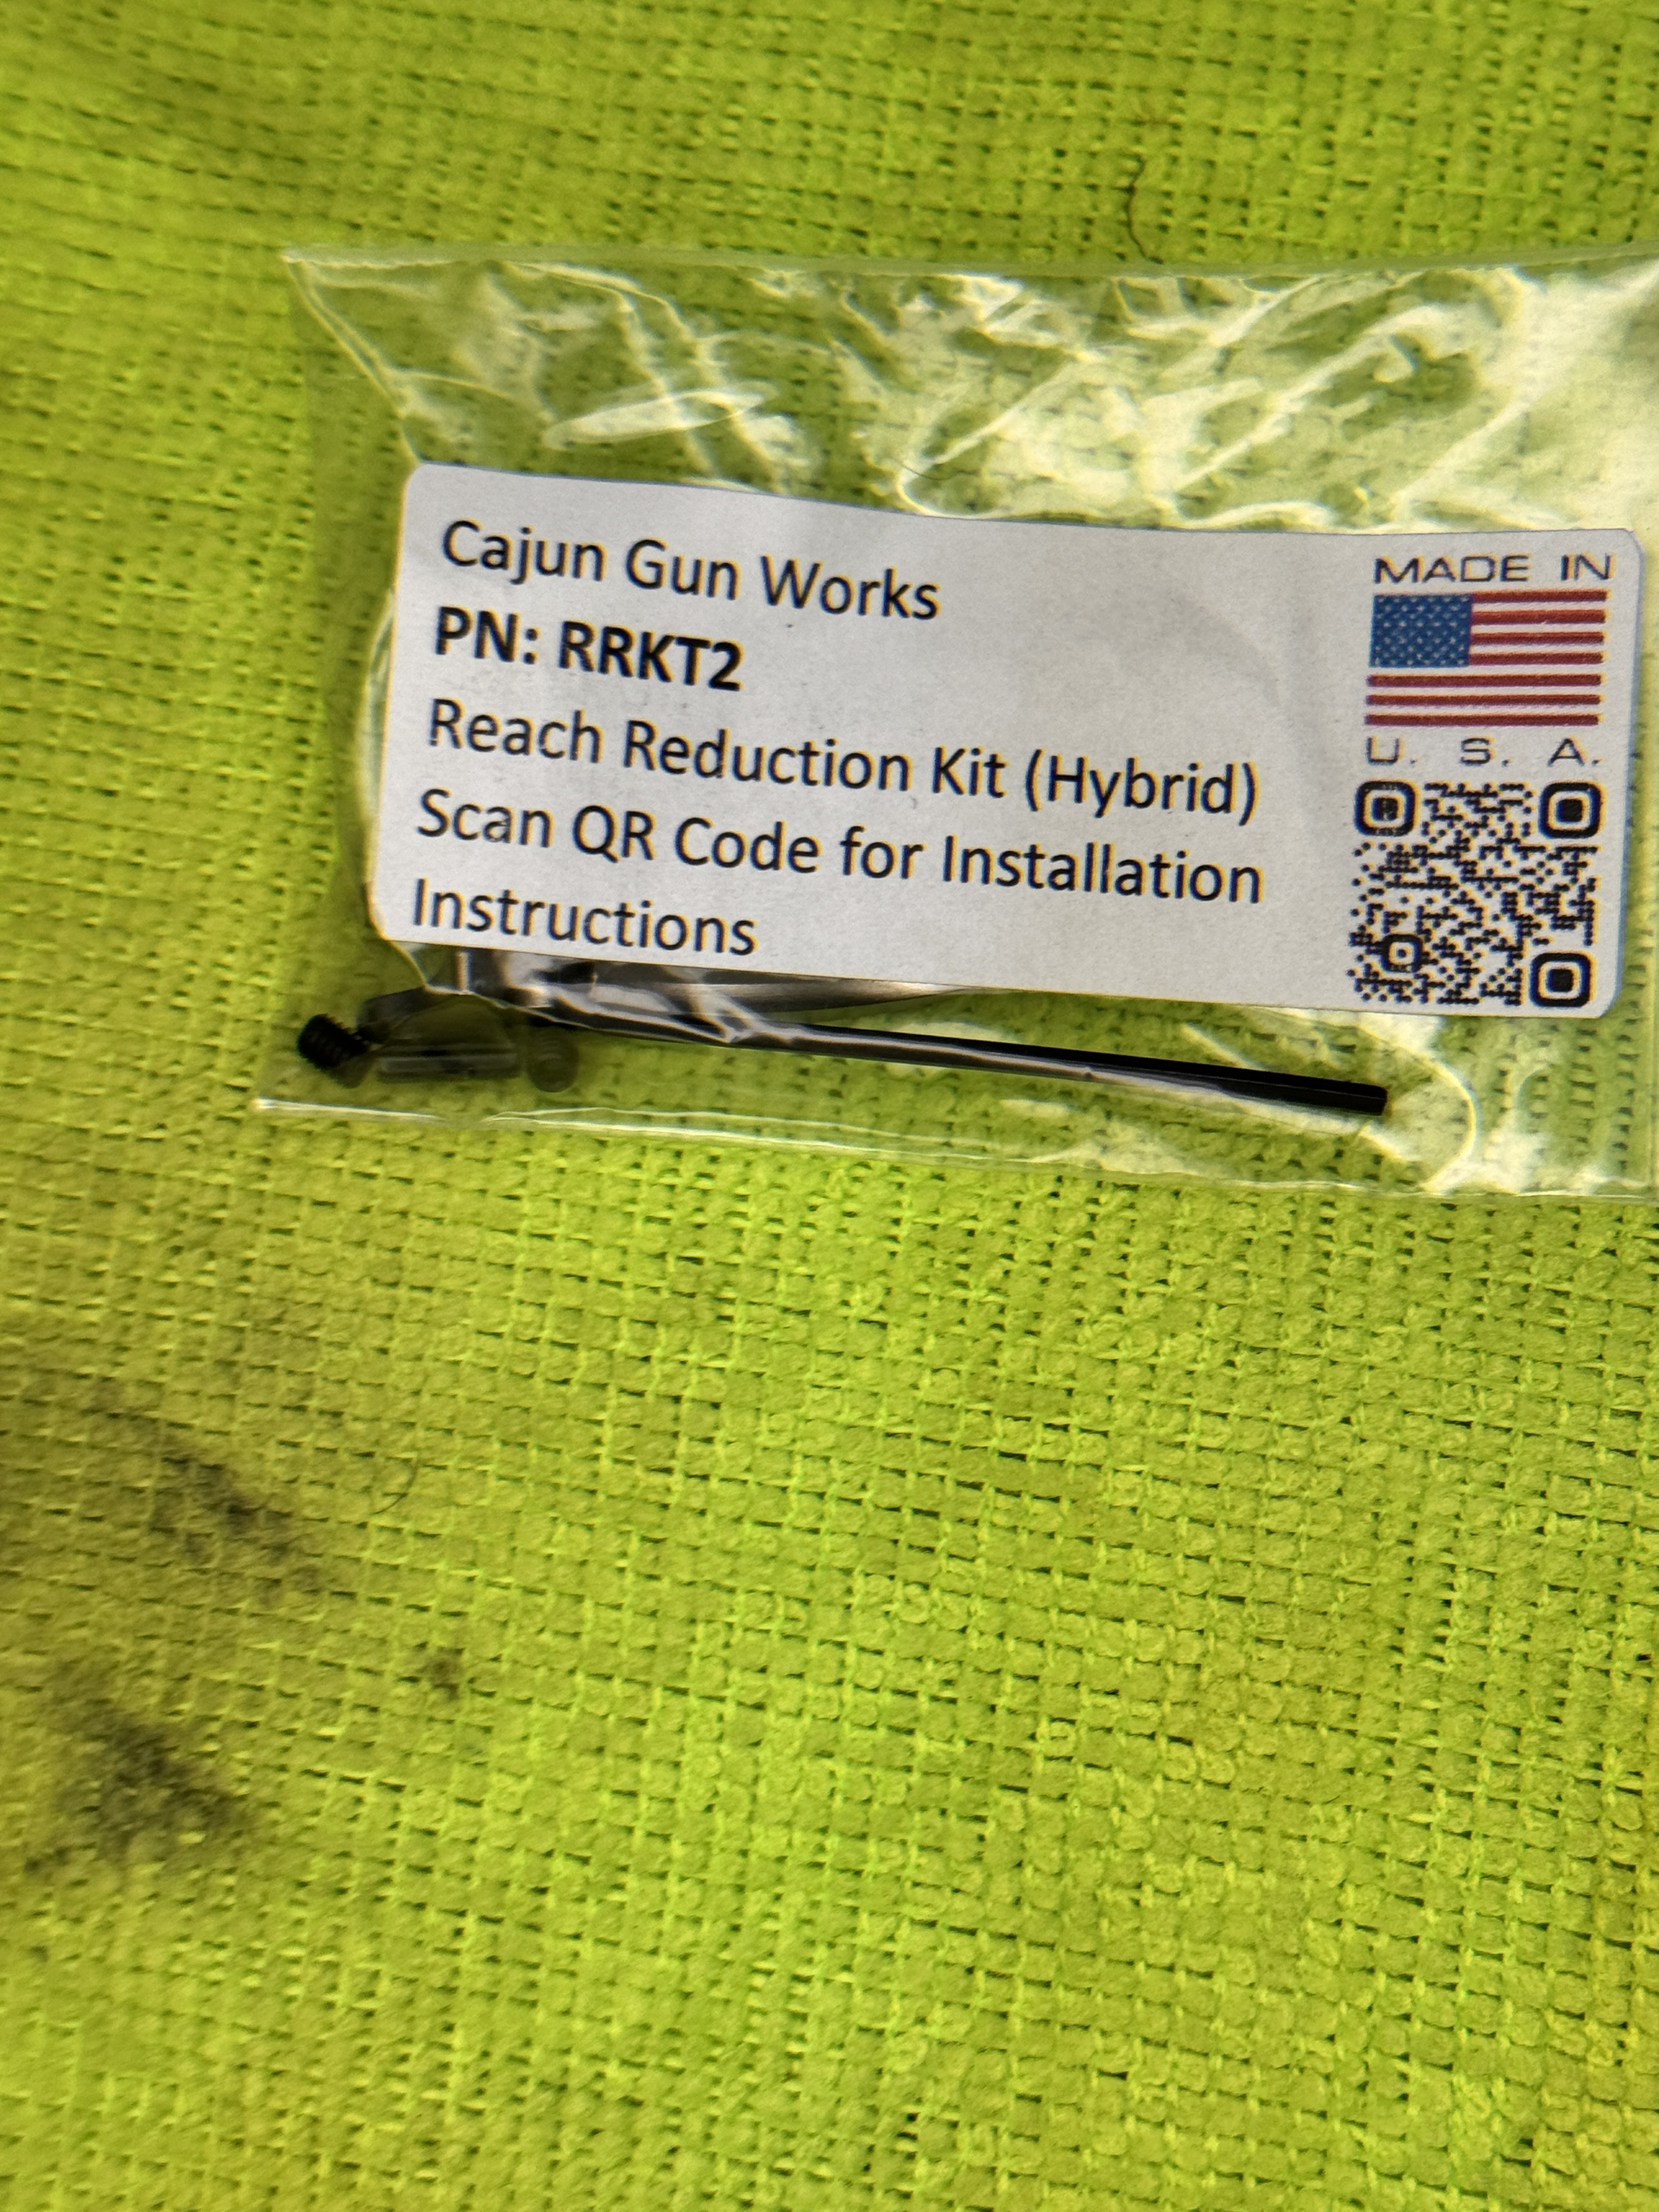 Cajun Gun Works
PN: RRKT2
Reach Reduction Kit (Hybrid)
Scan QR Code for Installation
Instructions
MADE IN
U. S. A.